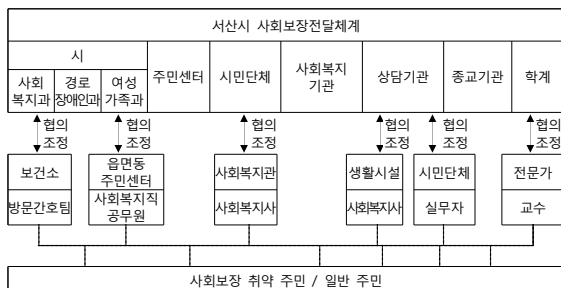 서산시 사회보장전달체계
시
주민센터
시민단체
사회복지
기관
상담기관
종교기관
학계
사회
복지과
경로
장애인과
여성
가족과
협의
조정
협의
조정
협의
조정
협의
조정
협의
조정
협의
조정
보건소
방문간호팀
읍면동
주민센터
사회복지직
공무원
사회복지관
사회복지사
생활시설
사회복지사
시민단체
실무자
전문가
교수
사회보장 취약 주민 / 일반 주민